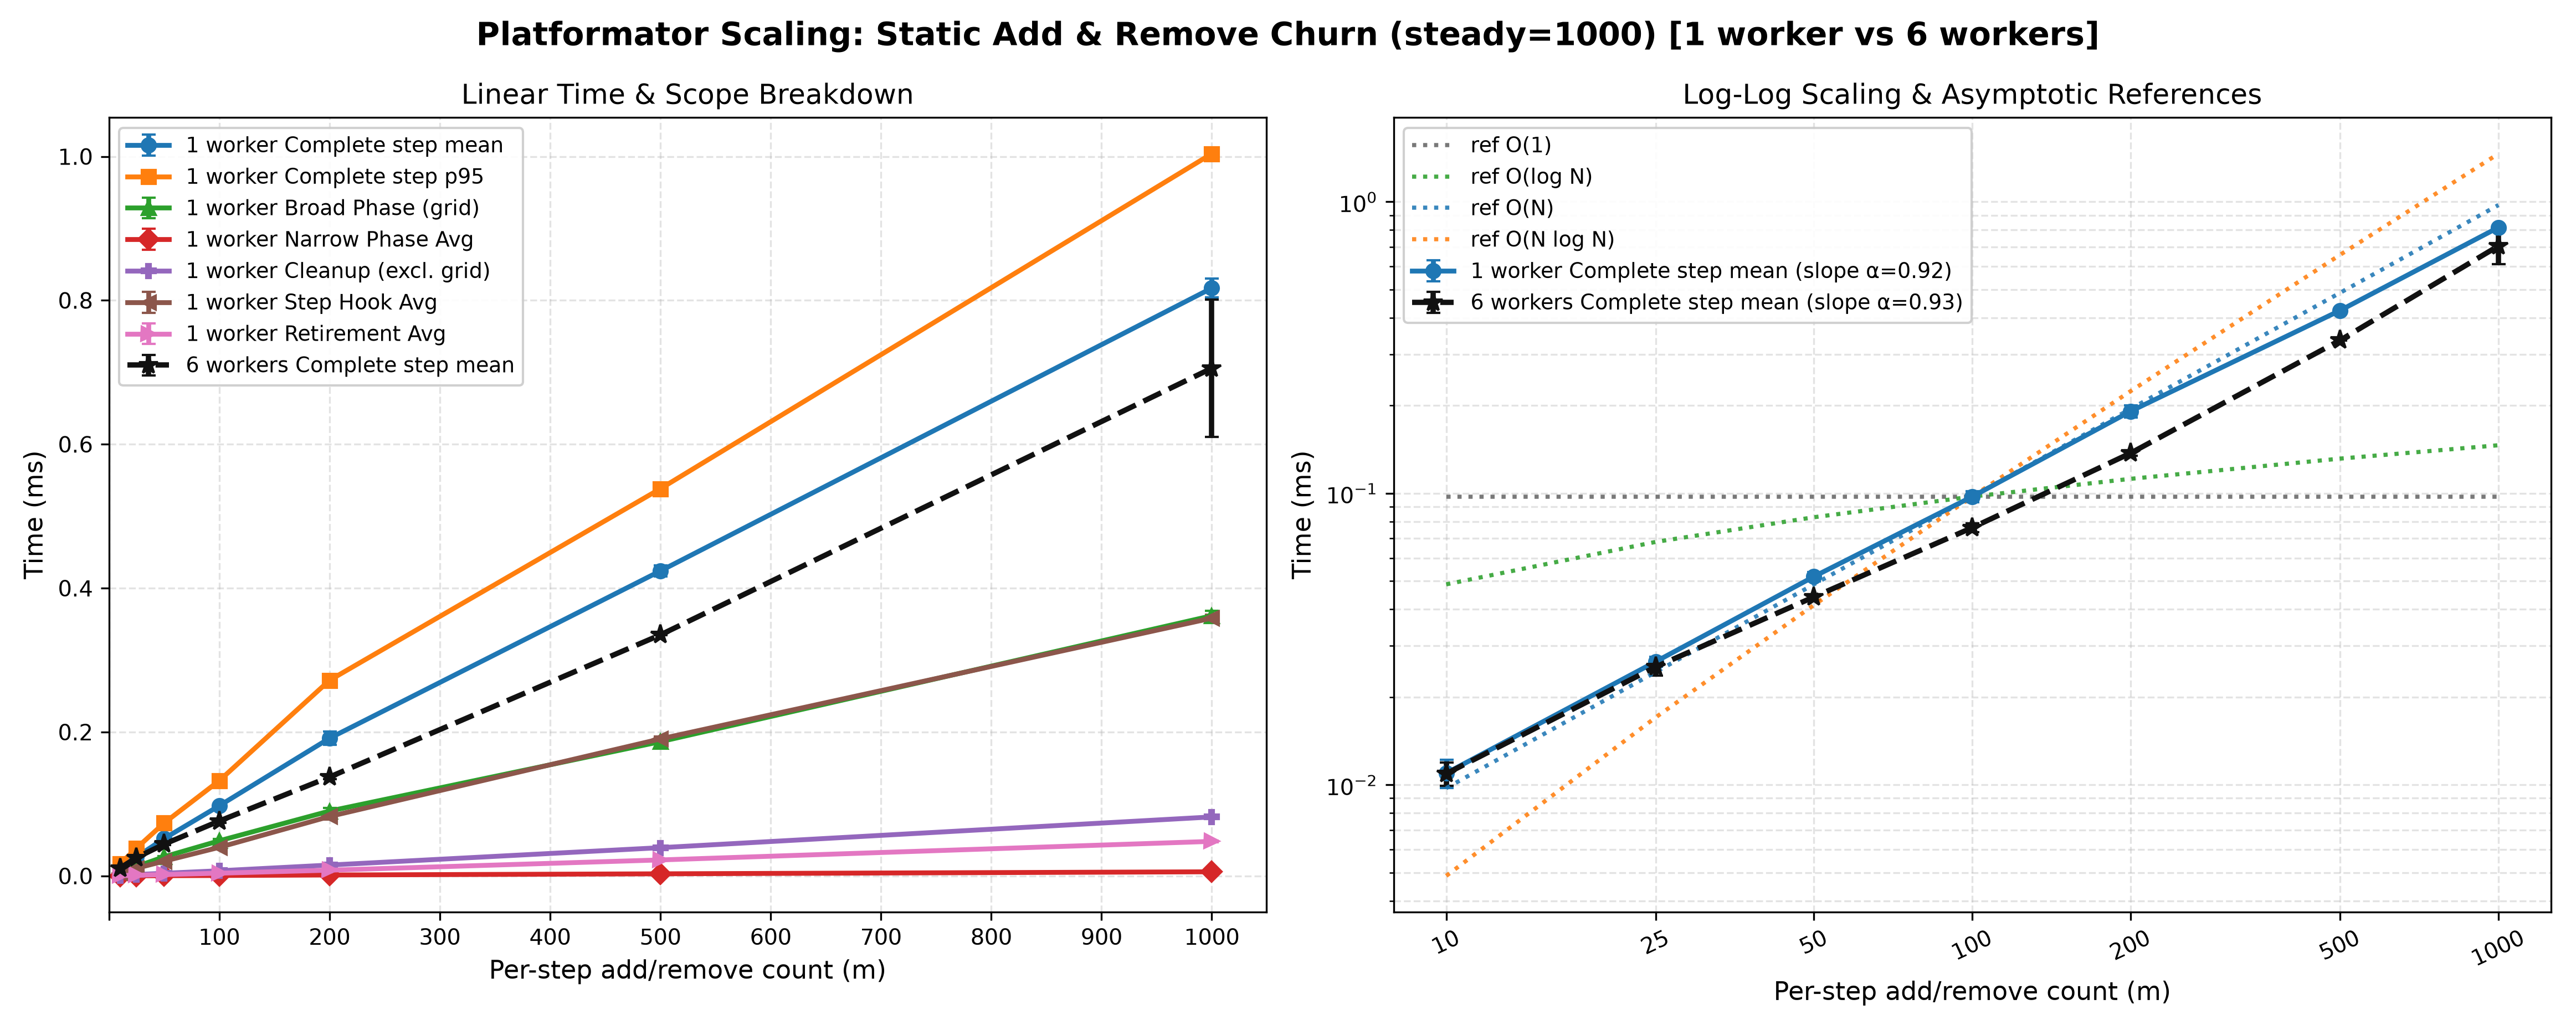 Platformator Scaling: Static Add & Remove Churn (steady=1000) [1 worker vs 6 workers]
Linear Time & Scope Breakdown
1 worker Complete step mean
1 worker Complete step p95
1 worker Broad Phase (grid)
1 worker Narrow Phase Avg
1 worker Cleanup (excl. grid)
1 worker Step Hook Avg
1 worker Retirement Avg
6 workers Complete step mean
Time (ms)
1.0
0.8
0.6
0.4
0.2
0.0
100 200 300 400 500 600 700 800 900 1000
Per-step add/remove count (m)
Log-Log Scaling & Asymptotic References
ref O(1)
ref O(log N)
ref O(N)
ref O(N log N)
1 worker Complete step mean (slope α=0.92)
6 workers Complete step mean (slope α=0.93)
Time (ms)
10⁰
10⁻¹
10⁻²
10 25 50 100 200 500 1000
Per-step add/remove count (m)